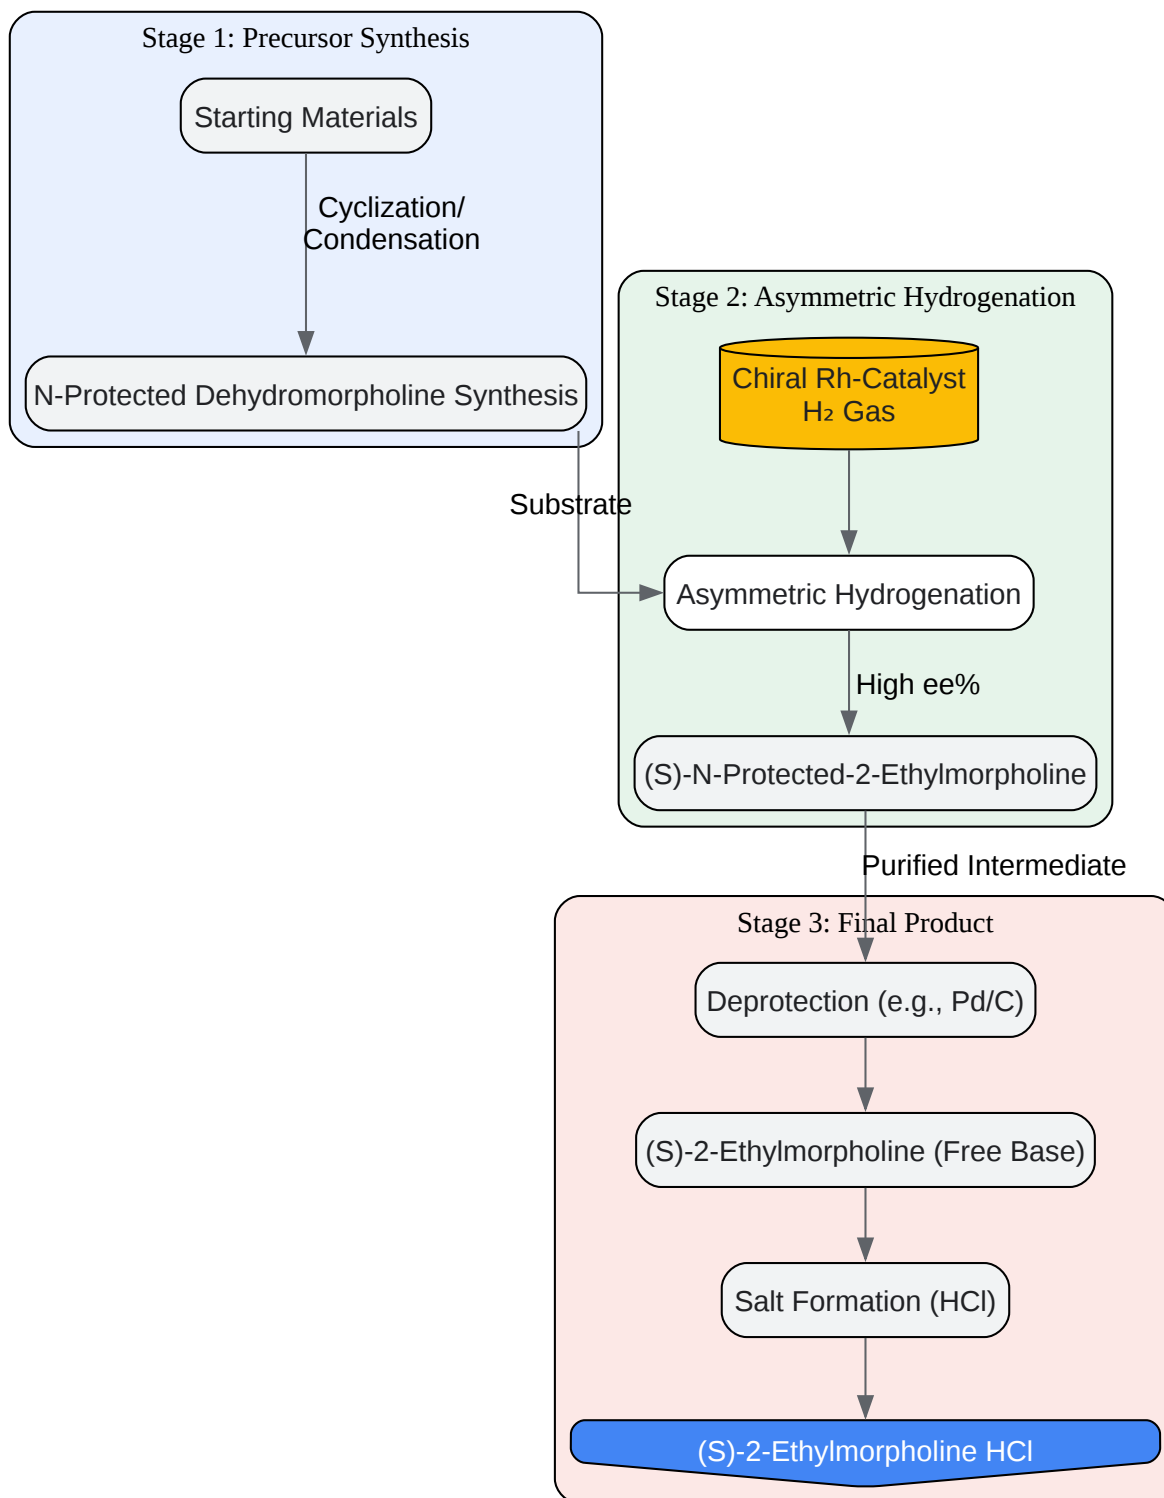 Stage 1: Precursor Synthesis
Starting Materials
Cyclization/
Condensation
N-Protected Dehydromorpholine Synthesis
Substrate
Stage 2: Asymmetric Hydrogenation
Chiral Rh-Catalyst
H₂ Gas
Asymmetric Hydrogenation
High ee%
(S)-N-Protected-2-Ethylmorpholine
Purified Intermediate
Stage 3: Final Product
Deprotection (e.g., Pd/C)
(S)-2-Ethylmorpholine (Free Base)
Salt Formation (HCl)
(S)-2-Ethylmorpholine HCl